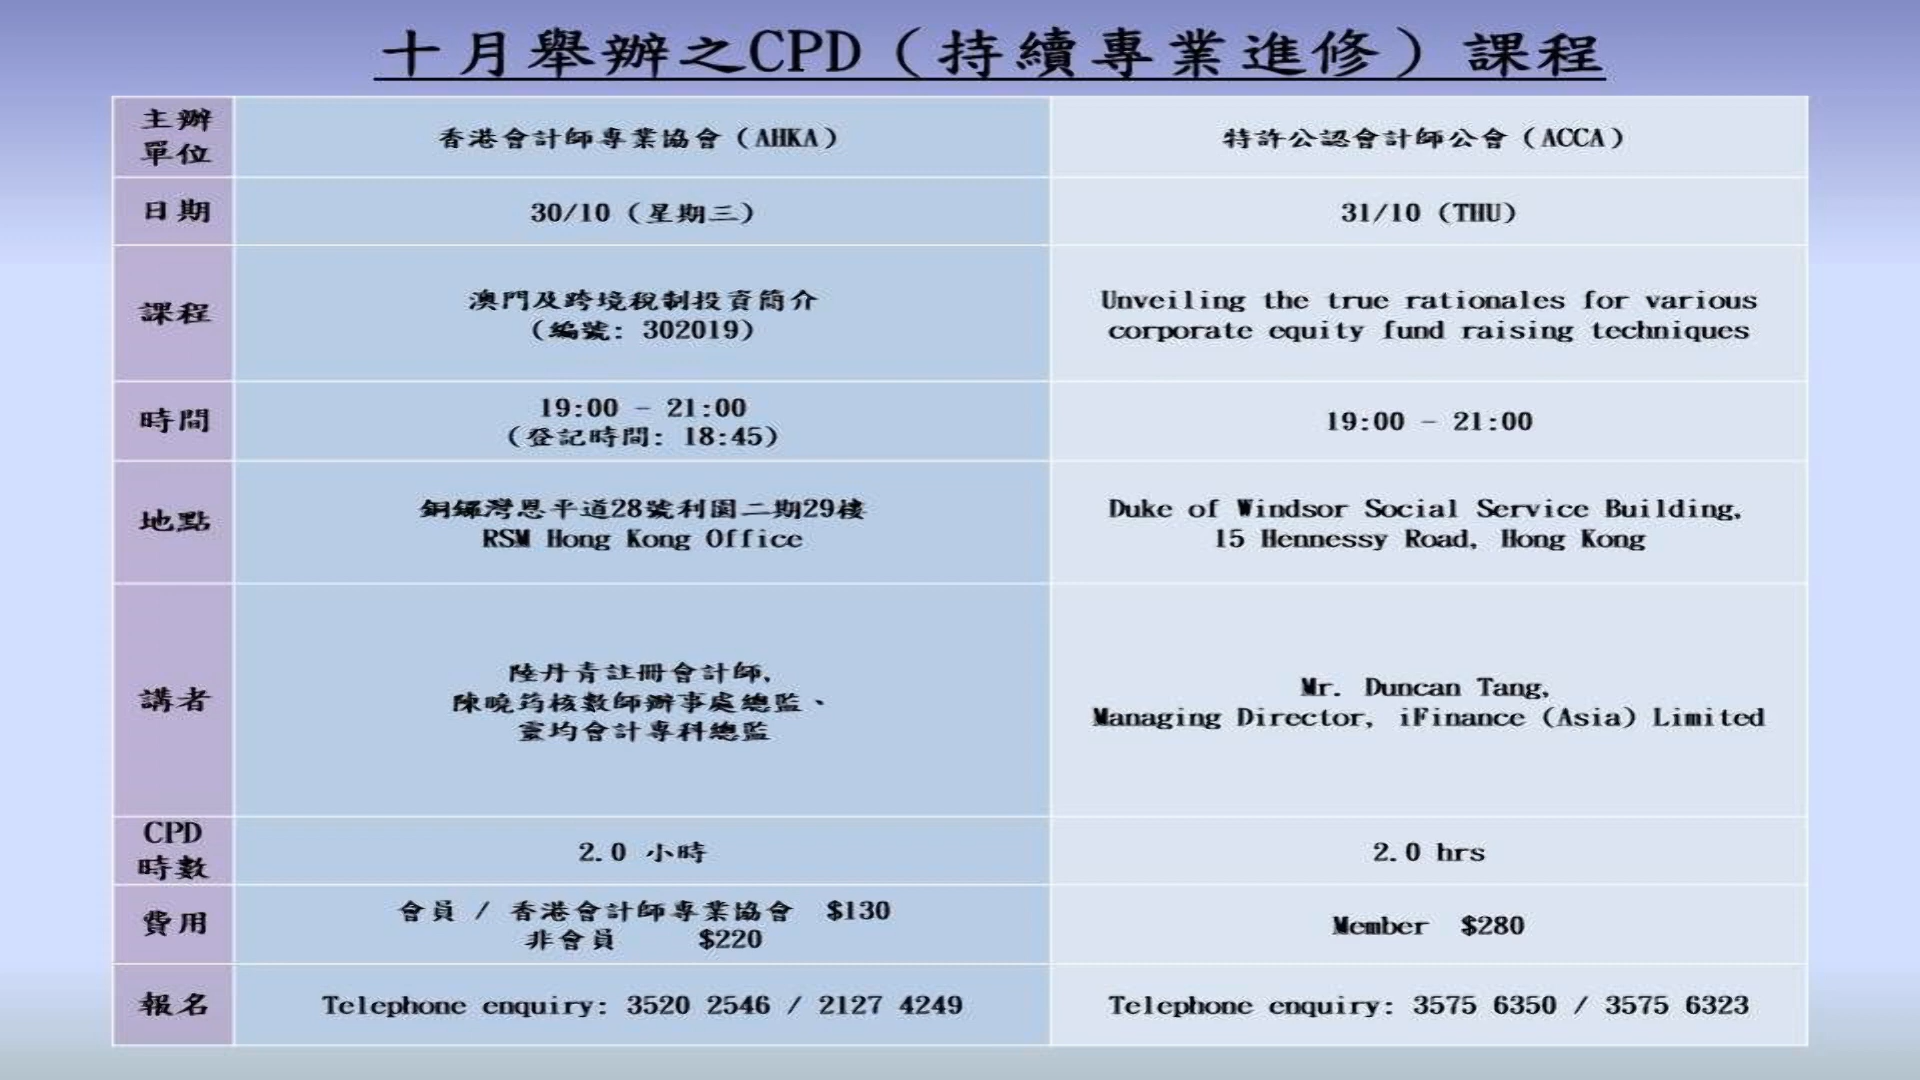 十月舉辦之CPD（持續專業進修）課程
主辦
單位
香港會計師專業協會（AHKA）
特許公認會計師公會（ACCA）
日期
30/10（星期三）
31/10 (THU)
課程
澳門及跨境稅制投資簡介
（編號: 302019）
Unveiling the true rationales for various
corporate equity fund raising techniques
時間
19:00 – 21:00
（登記時間: 18:45）
19:00 – 21:00
地點
銅鑼灣恩平道28號利園二期29樓
RSM Hong Kong Office
Duke of Windsor Social Service Building,
15 Hennessy Road, Hong Kong
講者
陸丹青註冊會計師,
陳曉筠核數師辦事處總監、
靈均會計專科總監
Mr. Duncan Tang,
Managing Director, iFinance (Asia) Limited
CPD
時數
2.0 小時
2.0 hrs
費用
會員 / 香港會計師專業協會 $130
非會員 $220
Member $280
報名
Telephone enquiry: 3520 2546 / 2127 4249
Telephone enquiry: 3575 6350 / 3575 6323